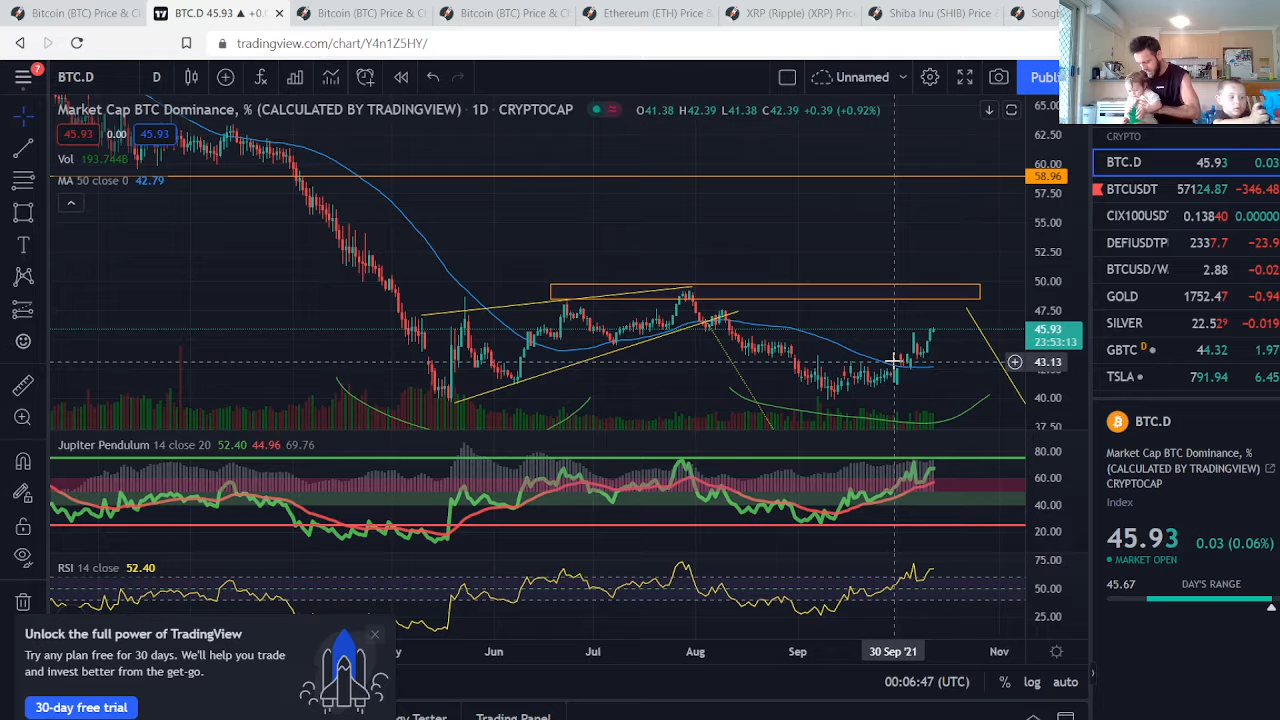 Bitcoin (BTC) Price & C
BTC.D 45.93 ▲ +0.
Bitcoin (BTC) Price & Cl
Bitcoin (BTC) Price & Cl
Ethereum (ETH) Price &
XRP (Ripple) (XRP) Price
Shiba Inu (SHIB) Price
Song
tradingview.com/chart/Y4n1Z5HY/
7
BTC.D
D
Unnamed
Publ
Market Cap BTC Dominance, % (CALCULATED BY TRADINGVIEW) · 1D · CRYPTOCAP
O41.38 H42.39 L41.38 C42.39 +0.39 (+0.92%)
45.93 0.00 45.93
Vol 193.744B
MA 50 close 0 42.79
65.00
62.50
60.00
58.96
57.50
55.00
52.50
50.00
47.50
45.93
23:53:13
43.13
40.00
37.50
Jupiter Pendulum 14 close 20 52.40 44.96 69.76
80.00
60.00
40.00
20.00
RSI 14 close 52.40
75.00
50.00
25.00
Jun
Jul
Aug
Sep
30 Sep '21
Nov
00:06:47 (UTC)
%
log
auto
Unlock the full power of TradingView
Try any plan free for 30 days. We'll help you trade
and invest better from the get-go.
30-day free trial
Trading Panel
CRYPTO
BTC.D 45.93 0.03
BTCUSDT 57124.87 -346.48
CIX100USD 0.13840 0.00000
DEFIUSDTP 2337.7 -23.9
BTCUSD/W 2.88 -0.02
GOLD 1752.47 -0.94
SILVER 22.529 -0.019
GBTC D 44.32 1.97
TSLA 791.94 6.45
BTC.D
Market Cap BTC Dominance, %
(CALCULATED BY TRADINGVIEW)
CRYPTOCAP
Index
45.93 0.03 (0.06%)
MARKET OPEN
45.67 DAY'S RANGE